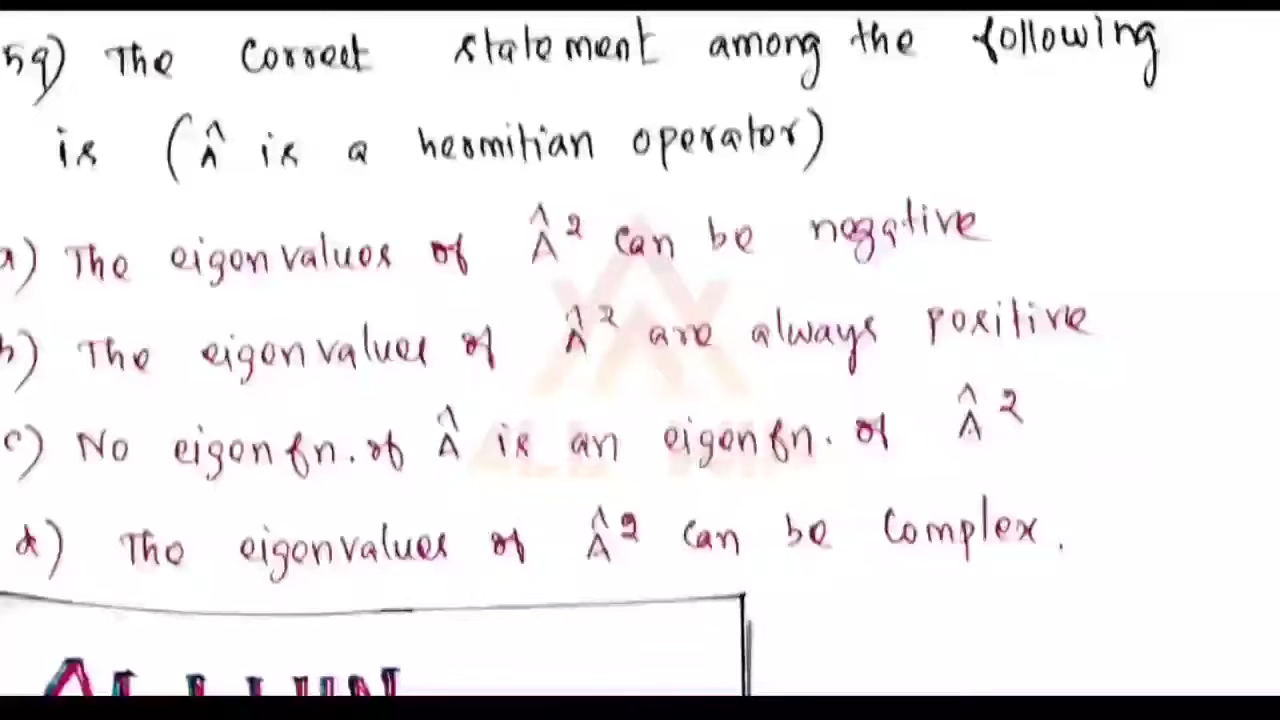 59) The correct statement among the following
is (Â is a hermitian operator)
a) The eigenvalues of Â² can be negative
b) The eigenvalues of Â² are always positive
c) No eigen fn. of Â is an eigen fn. of Â²
d) The eigenvalues of Â² can be complex.